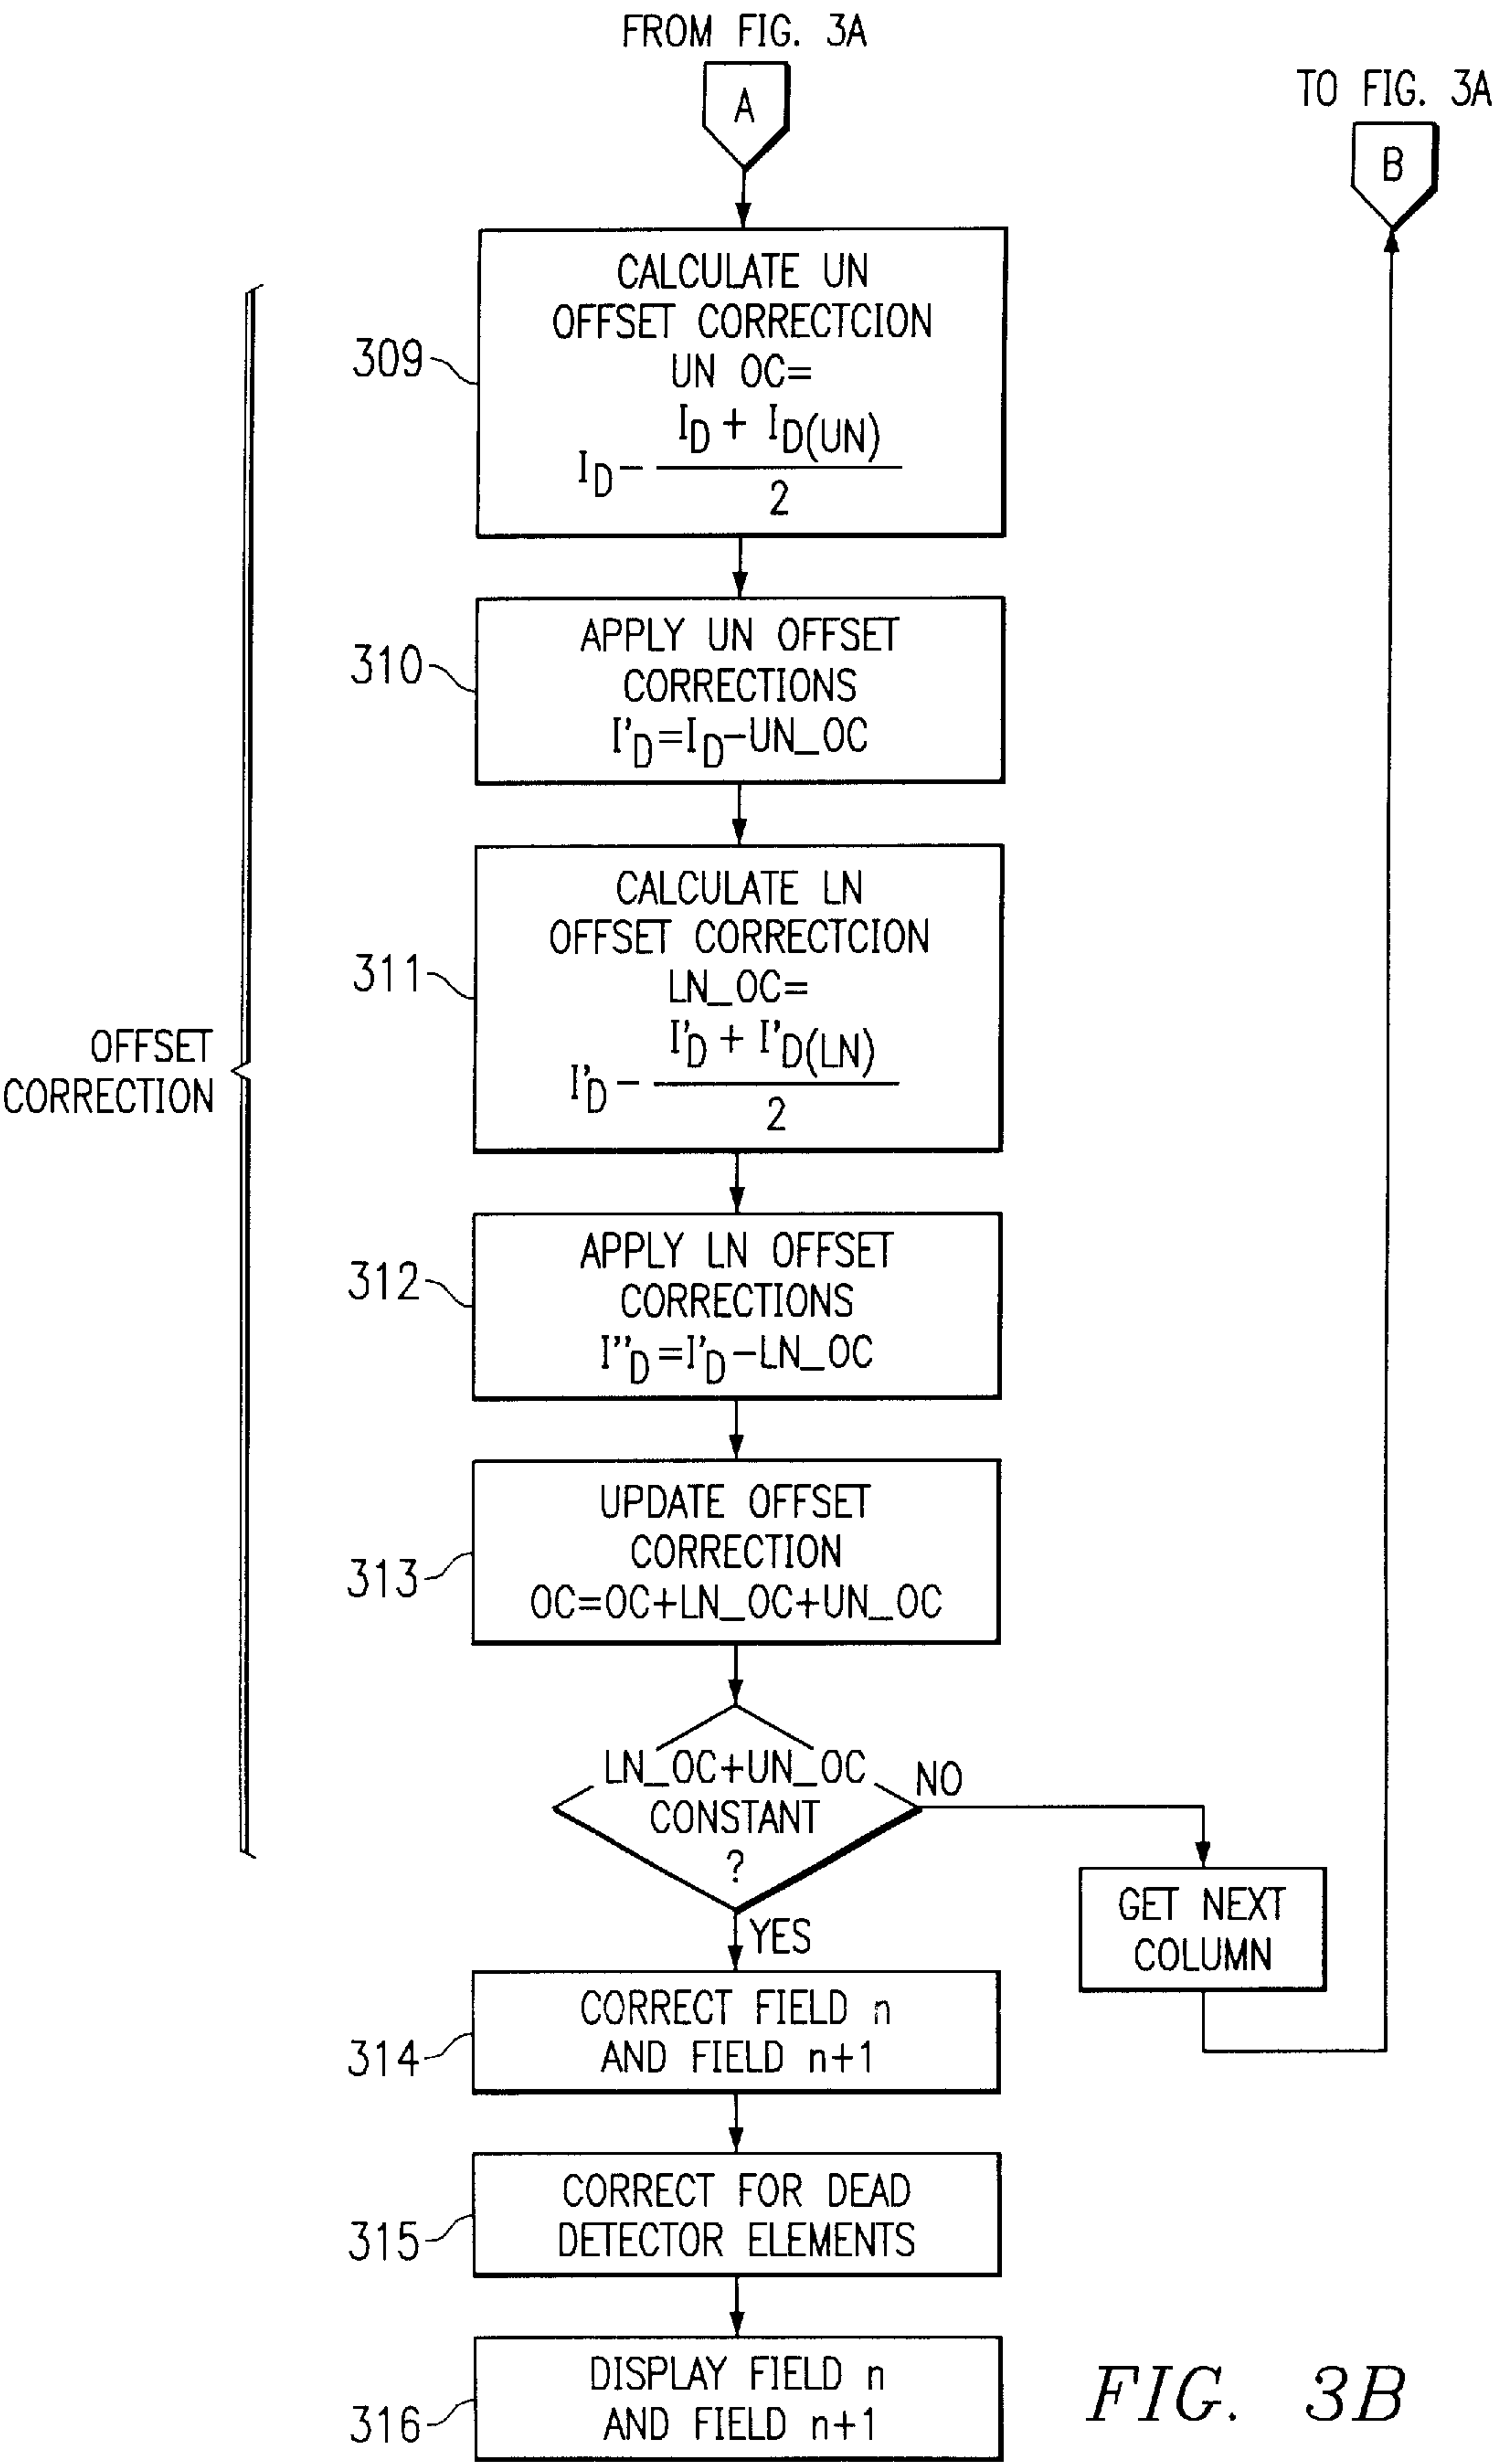 FROM FIG. 3A
A
TO FIG. 3A
B
CALCULATE UN
OFFSET CORRECTCION
UN OC=
I_D - (I_D + I_D(UN)) / 2
309
APPLY UN OFFSET
CORRECTIONS
I'_D=I_D-UN_OC
310
CALCULATE LN
OFFSET CORRECTCION
LN_OC=
I'_D - (I'_D + I'_D(LN)) / 2
311
OFFSET
CORRECTION
APPLY LN OFFSET
CORRECTIONS
I''_D=I'_D-LN_OC
312
UPDATE OFFSET
CORRECTION
OC=OC+LN_OC+UN_OC
313
LN_OC+UN_OC
CONSTANT
?
NO
YES
GET NEXT
COLUMN
CORRECT FIELD n
AND FIELD n+1
314
CORRECT FOR DEAD
DETECTOR ELEMENTS
315
DISPLAY FIELD n
AND FIELD n+1
316
FIG. 3B